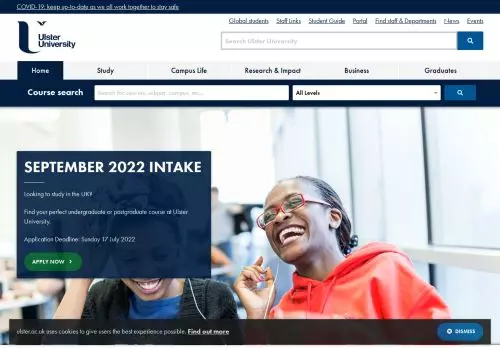 COVID-19: keep up-to-date as we all work together to stay safe
Global students Staff Links Student Guide Portal Find staff & Departments News Events
Ulster
University
Search Ulster University
Home Study Campus Life Research & Impact Business Graduates
Course search Search for courses, subject, campus, etc... All Levels
SEPTEMBER 2022 INTAKE
Looking to study in the UK?
Find your perfect undergraduate or postgraduate course at Ulster
University.
Application Deadline: Sunday 17 July 2022
APPLY NOW
ulster.ac.uk uses cookies to give users the best experience possible. Find out more
DISMISS